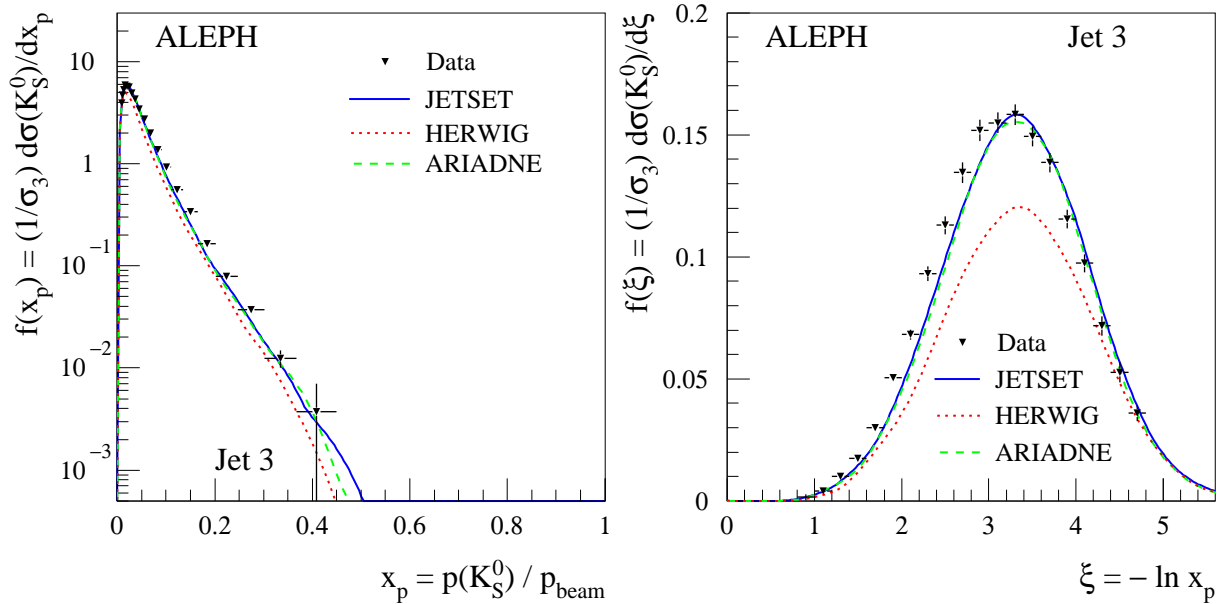 f(x_p) = (1/σ_3) dσ(K_S^0)/dx_p
ALEPH
Data
JETSET
HERWIG
ARIADNE
Jet 3
10
1
10^−1
10^−2
10^−3
0
0.2
0.4
0.6
0.8
1
x_p = p(K_S^0) / p_beam
f(ξ) = (1/σ_3) dσ(K_S^0)/dξ
ALEPH
Jet 3
Data
JETSET
HERWIG
ARIADNE
0.2
0.15
0.1
0.05
0
0
1
2
3
4
5
ξ = − ln x_p